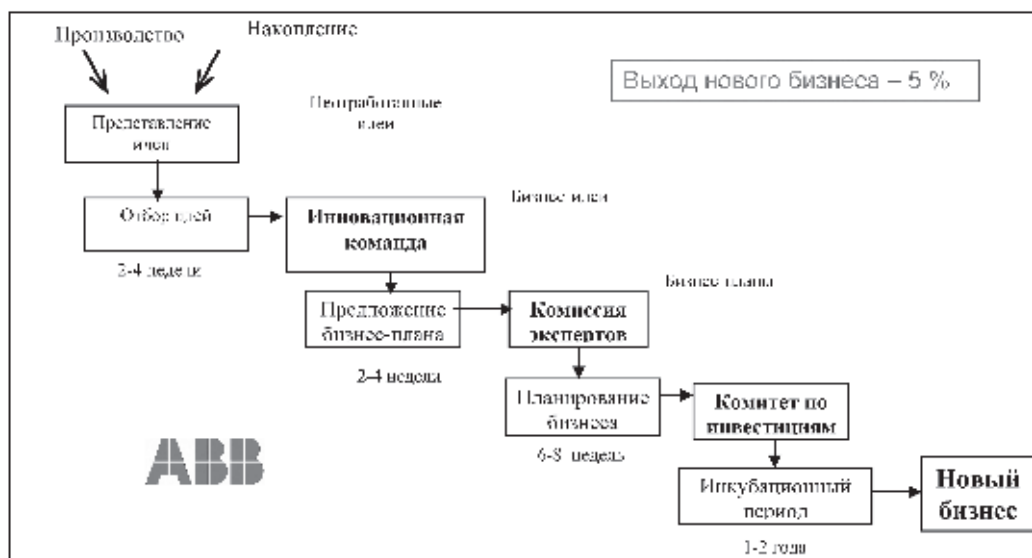 Производство
Накопление
Выход нового бизнеса – 5 %
Неотработанные
идеи
Представление
идеи
Бизнес идеи
Отбор идей
Инновационная
команда
2-4 недели
Бизнес планы
Предложение
бизнес-плана
Комиссия
экспертов
2-4 недели
Планирование
бизнеса
Комитет по
инвестициям
6-8 недель
ABB
Инкубационный
период
Новый
бизнес
1-2 года